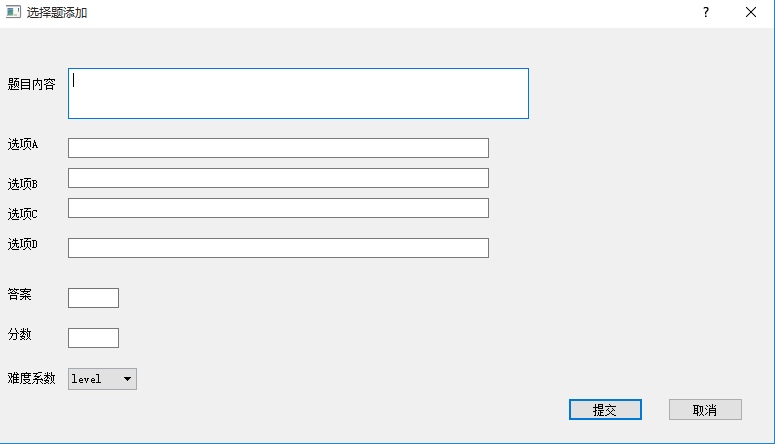 选择题添加
?
题目内容
选项A
选项B
选项C
选项D
答案
分数
难度系数 level
提交 取消